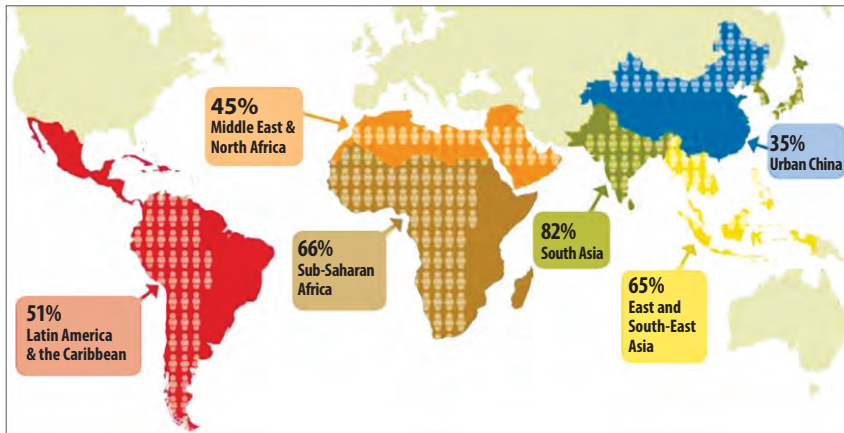 45%
Middle East &
North Africa
35%
Urban China
66%
Sub-Saharan
Africa
82%
South Asia
65%
East and
South-East
Asia
51%
Latin America
& the Caribbean